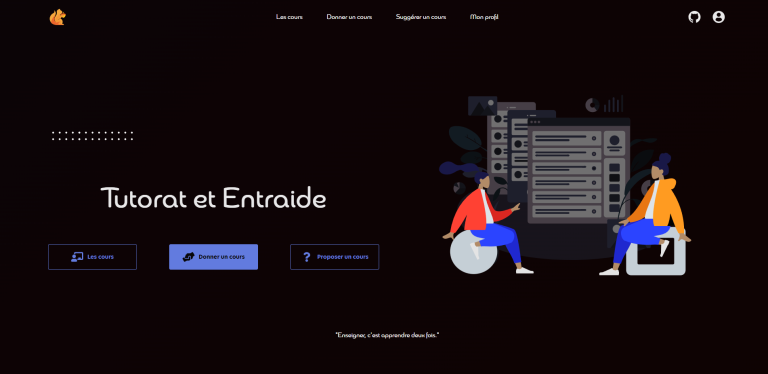 Les cours Donner un cours Suggérer un cours Mon profil
Tutorat et Entraide
Les cours Donner un cours Proposer un cours
"Enseigner, c'est apprendre deux fois."